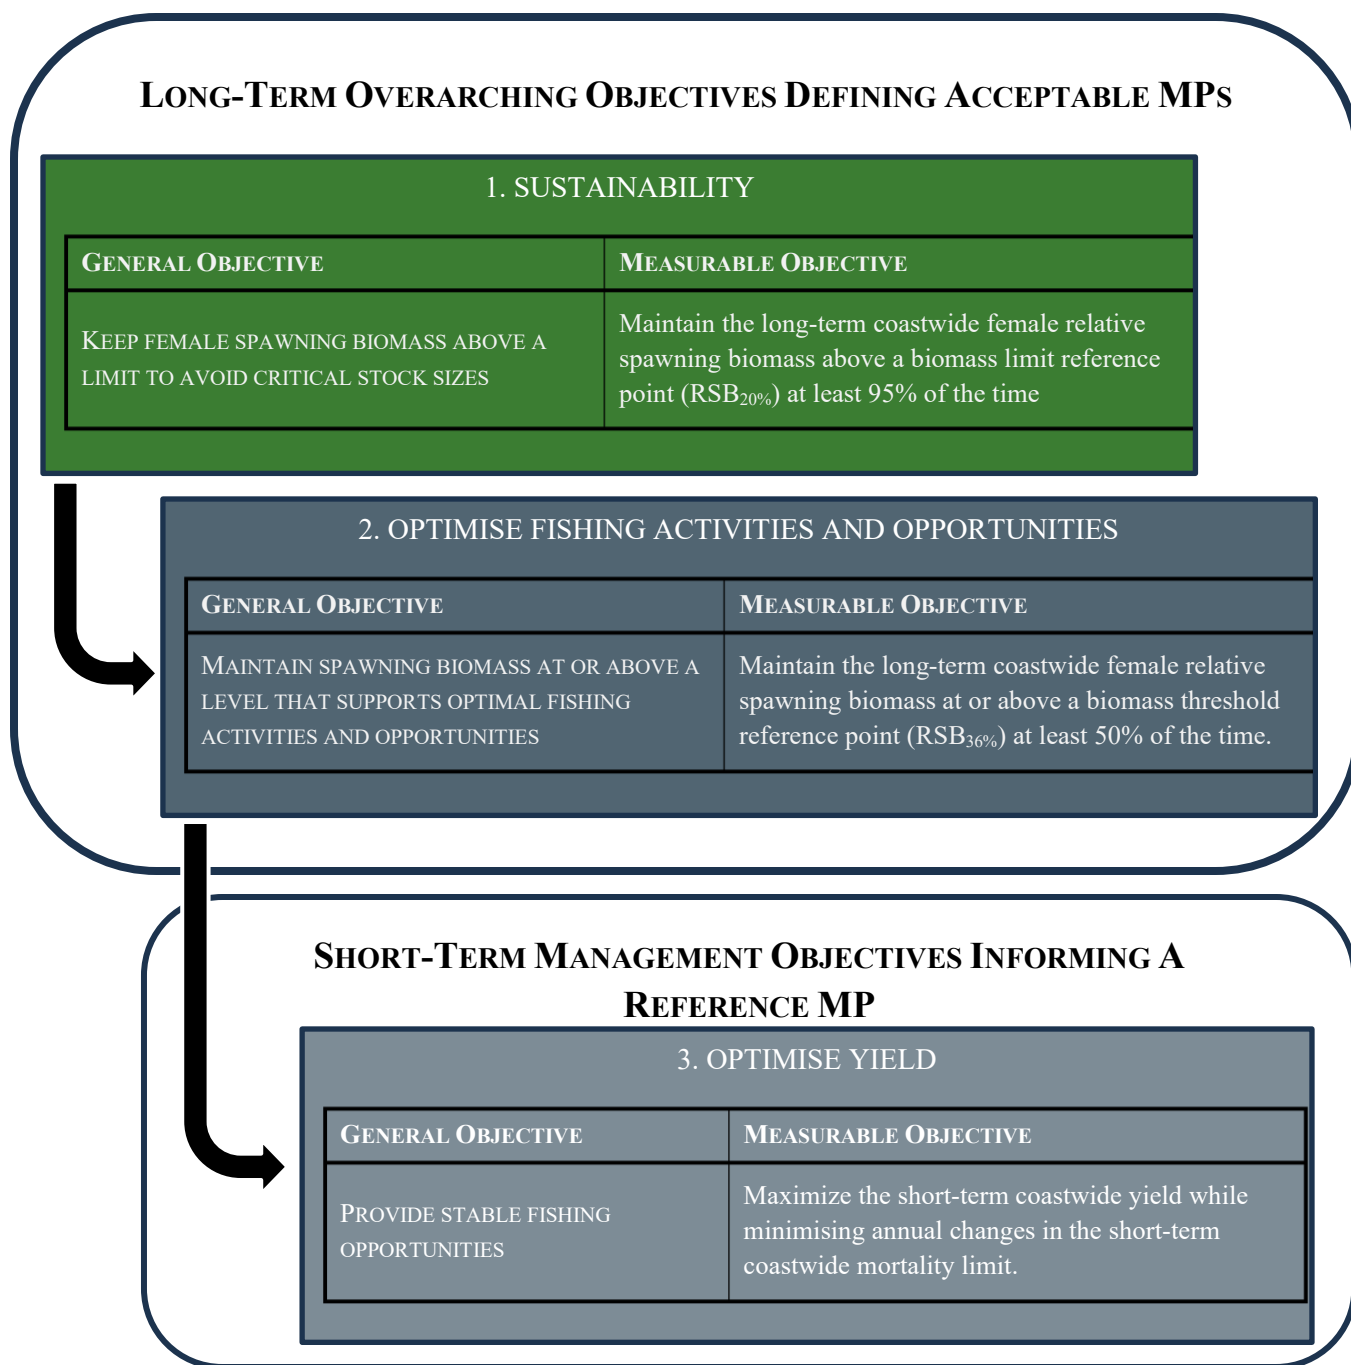 LONG-TERM OVERARCHING OBJECTIVES DEFINING ACCEPTABLE MPS
1. SUSTAINABILITY
GENERAL OBJECTIVE
MEASURABLE OBJECTIVE
KEEP FEMALE SPAWNING BIOMASS ABOVE A
LIMIT TO AVOID CRITICAL STOCK SIZES
Maintain the long-term coastwide female relative
spawning biomass above a biomass limit reference
point (RSB20%) at least 95% of the time
2. OPTIMISE FISHING ACTIVITIES AND OPPORTUNITIES
GENERAL OBJECTIVE
MEASURABLE OBJECTIVE
MAINTAIN SPAWNING BIOMASS AT OR ABOVE A
LEVEL THAT SUPPORTS OPTIMAL FISHING
ACTIVITIES AND OPPORTUNITIES
Maintain the long-term coastwide female relative
spawning biomass at or above a biomass threshold
reference point (RSB36%) at least 50% of the time.
SHORT-TERM MANAGEMENT OBJECTIVES INFORMING A
REFERENCE MP
3. OPTIMISE YIELD
GENERAL OBJECTIVE
MEASURABLE OBJECTIVE
PROVIDE STABLE FISHING
OPPORTUNITIES
Maximize the short-term coastwide yield while
minimising annual changes in the short-term
coastwide mortality limit.